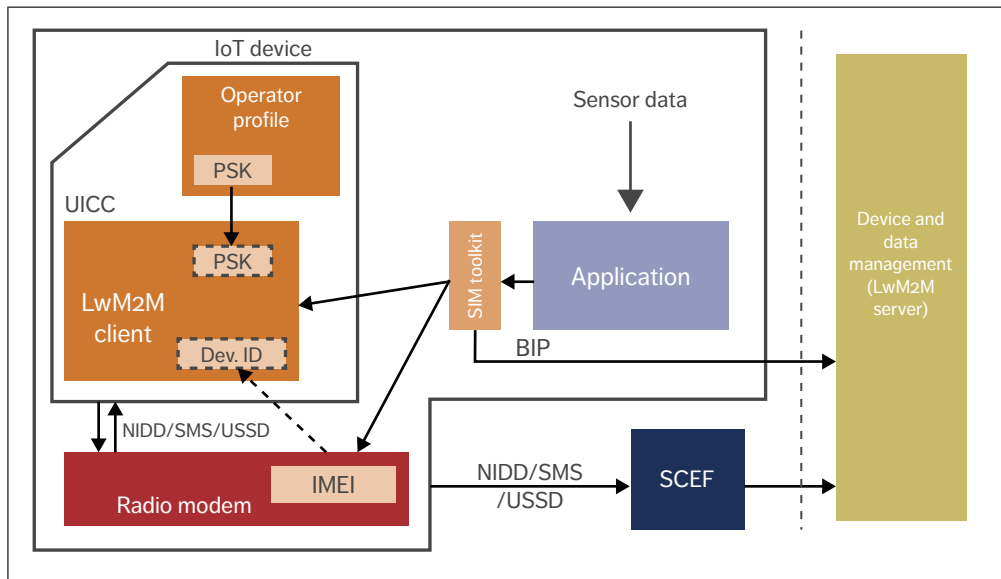 IoT device
Operator
profile
PSK
UICC
PSK
LwM2M
client
Dev. ID
NIDD/SMS/USSD
IMEI
Radio modem
Sensor data
SIM toolkit
Application
BIP
NIDD/SMS
/USSD
SCEF
Device and
data
management
(LwM2M
server)